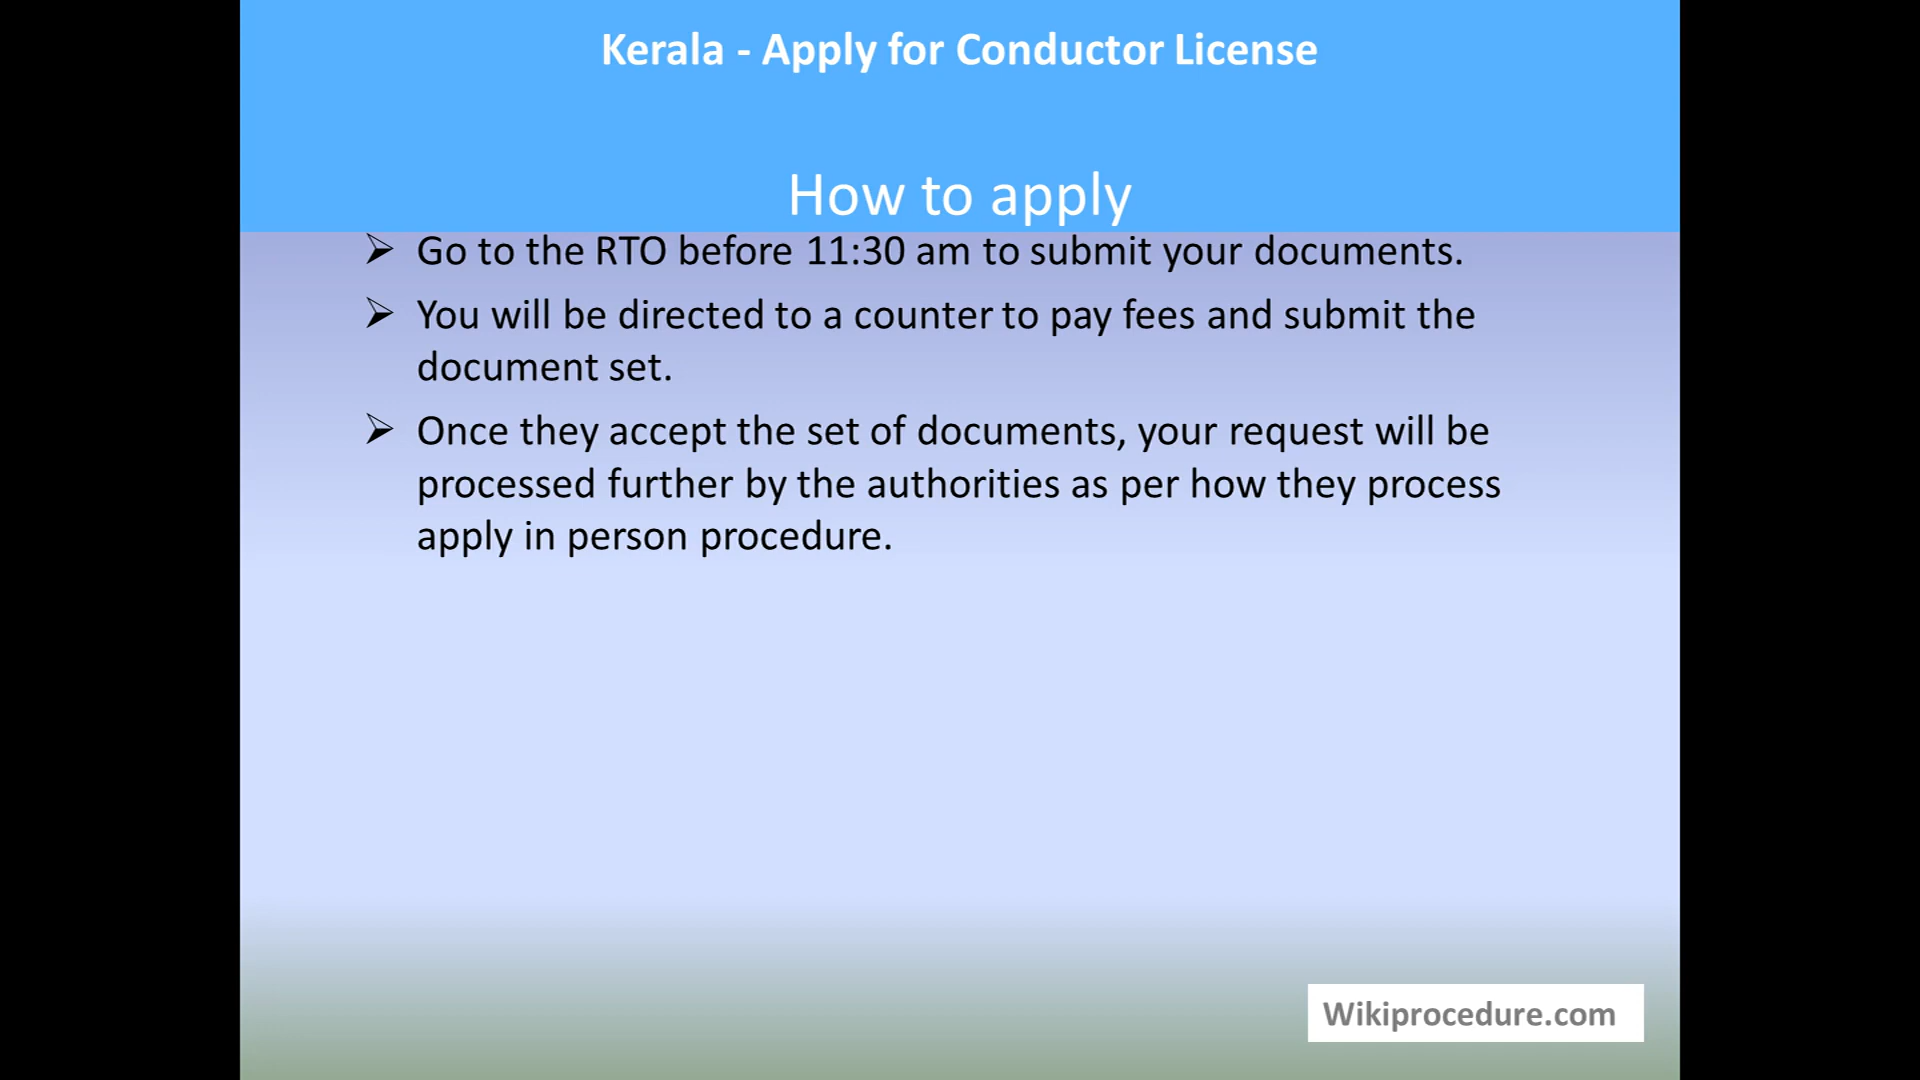 Kerala - Apply for Conductor License
How to apply
➢ Go to the RTO before 11:30 am to submit your documents.
➢ You will be directed to a counter to pay fees and submit the
document set.
➢ Once they accept the set of documents, your request will be
processed further by the authorities as per how they process
apply in person procedure.
Wikiprocedure.com